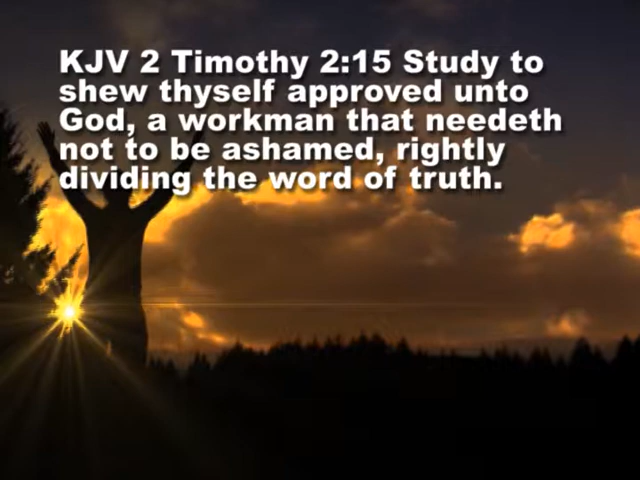 KJV 2 Timothy 2:15 Study to
shew thyself approved unto
God, a workman that needeth
not to be ashamed, rightly
dividing the word of truth.